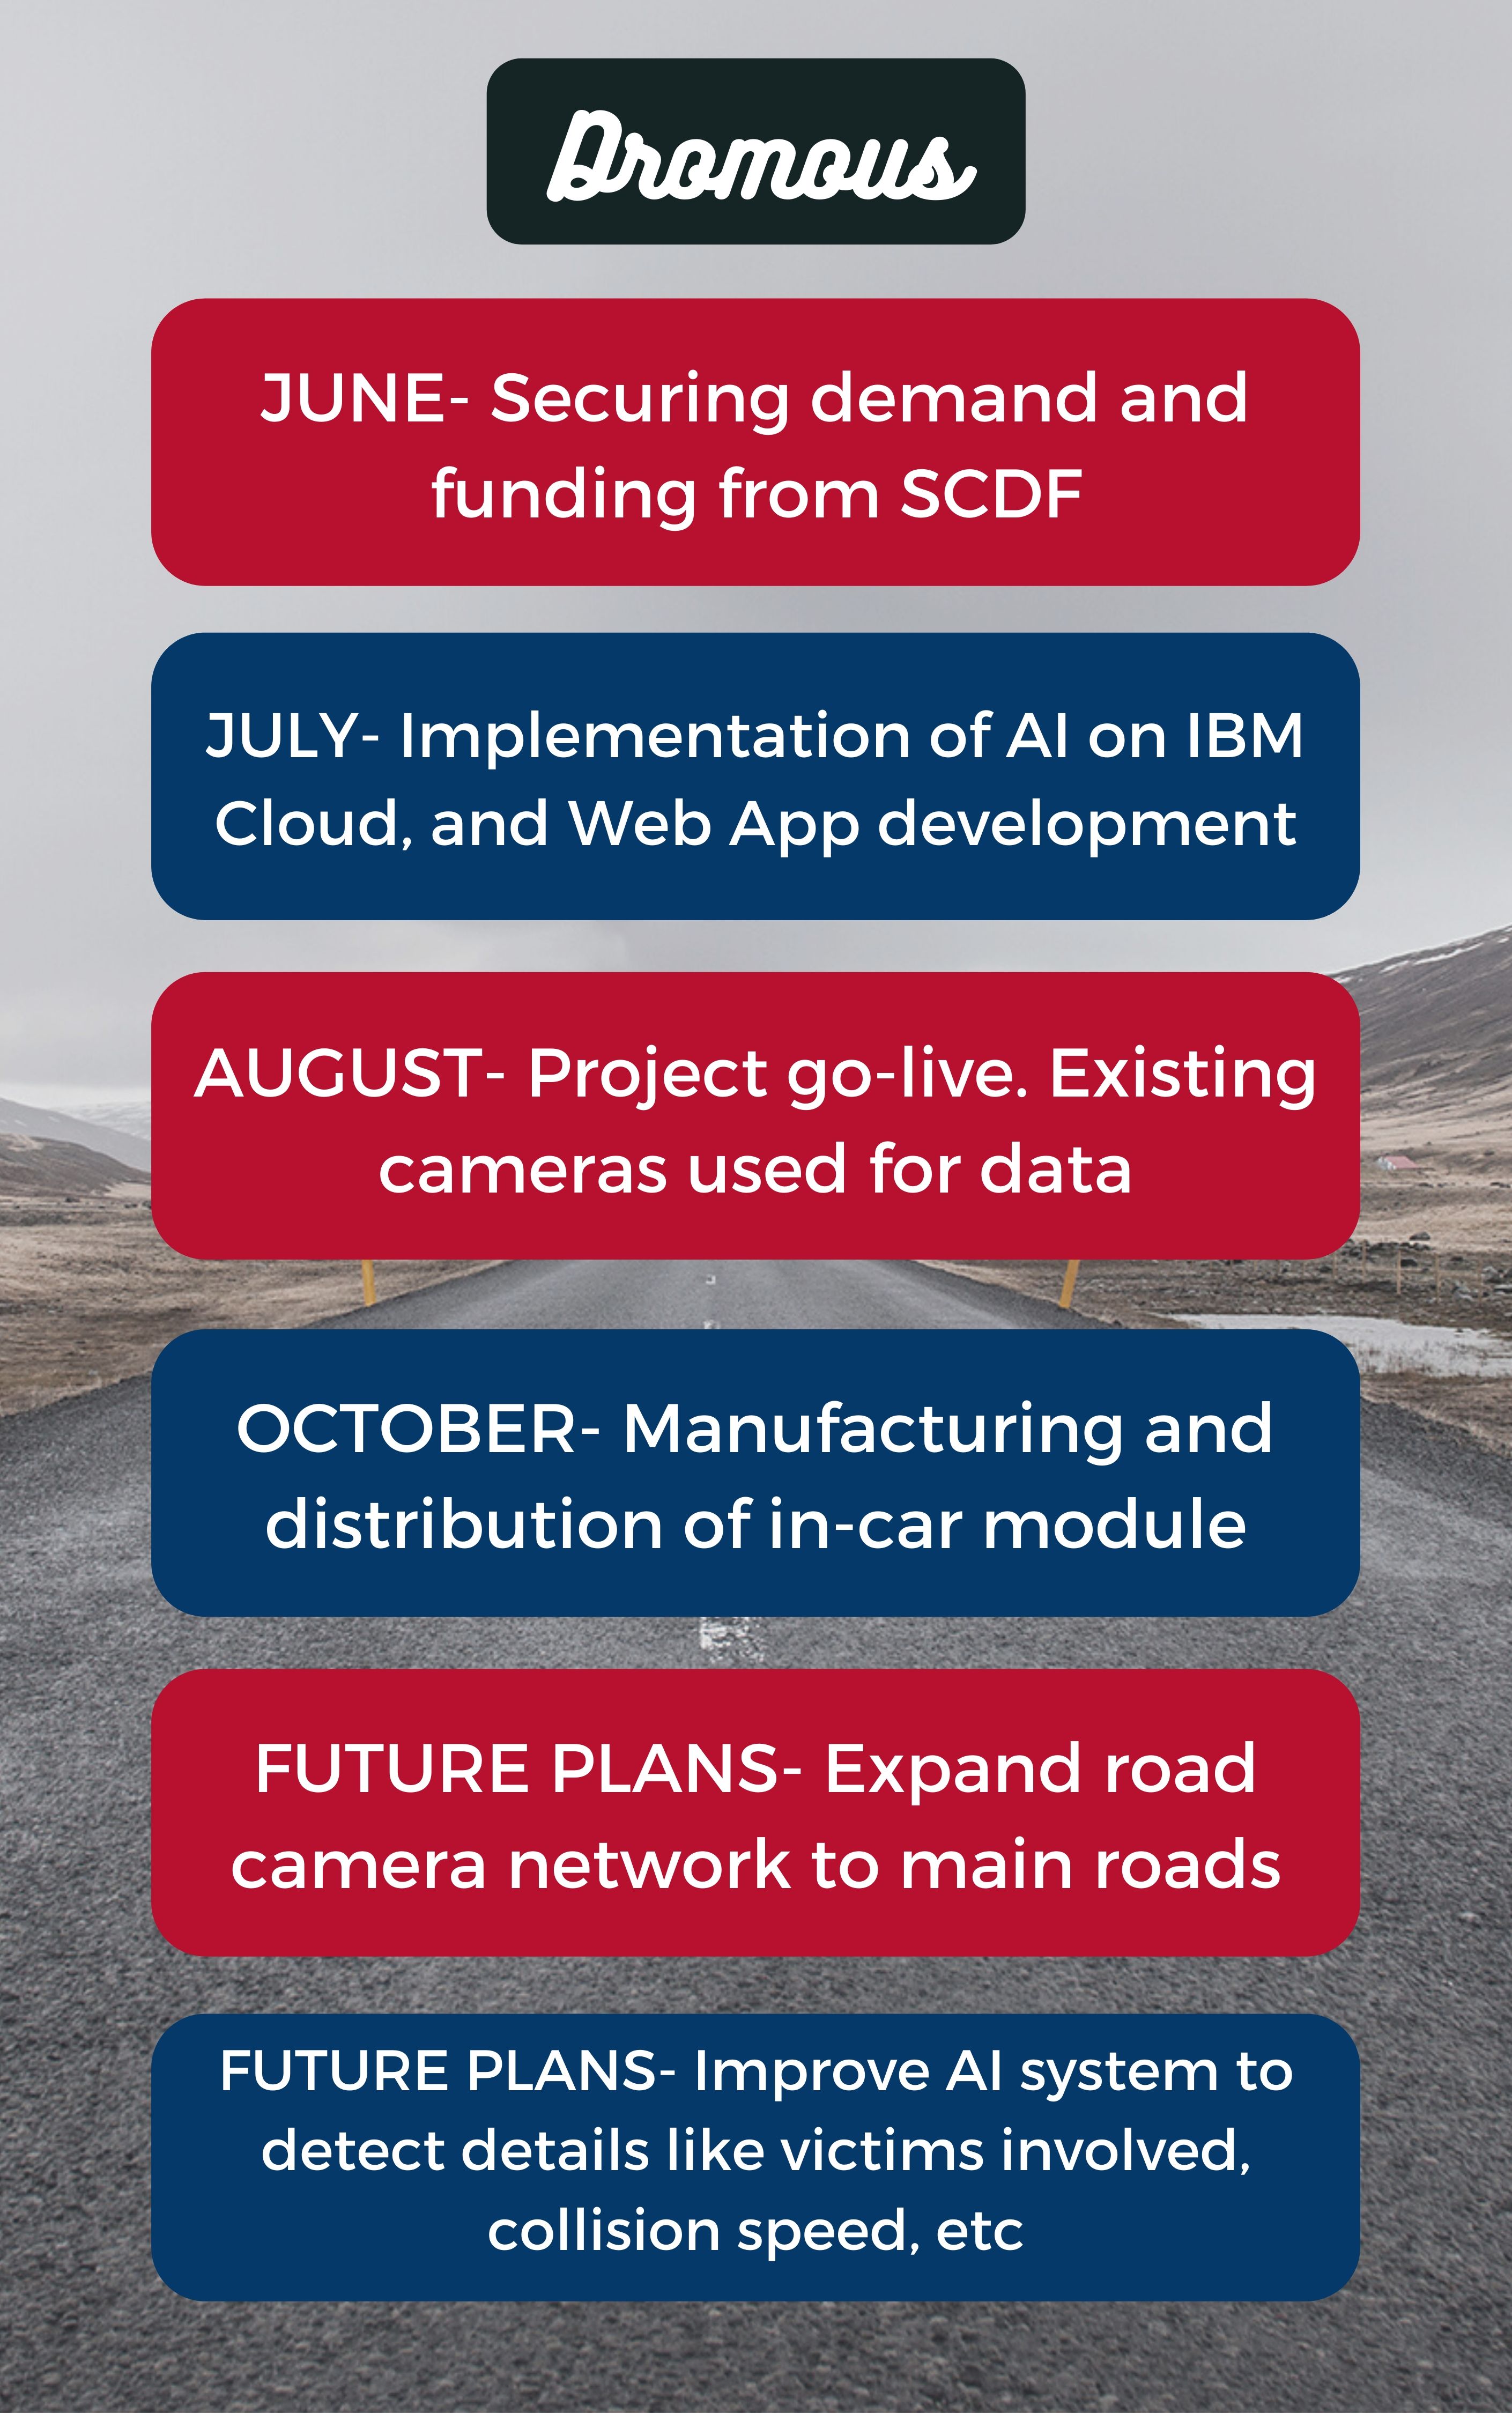 Dromous
JUNE- Securing demand and
funding from SCDF
JULY- Implementation of AI on IBM
Cloud, and Web App development
AUGUST- Project go-live. Existing
cameras used for data
OCTOBER- Manufacturing and
distribution of in-car module
FUTURE PLANS- Expand road
camera network to main roads
FUTURE PLANS- Improve AI system to
detect details like victims involved,
collision speed, etc